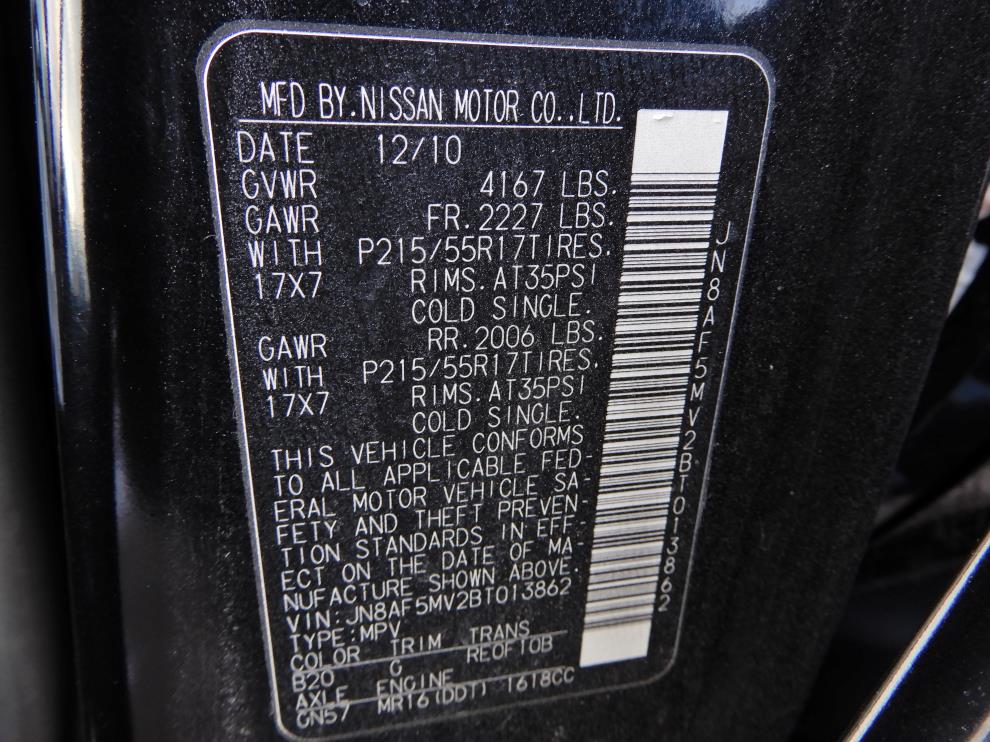 MFD BY.NISSAN MOTOR CO.,LTD.
DATE 12/10
GVWR 4167 LBS.
GAWR FR.2227 LBS.
WITH P215/55R17TIRES.
17X7 RIMS.AT35PSI
COLD SINGLE.
GAWR RR.2006 LBS.
WITH P215/55R17TIRES.
17X7 RIMS.AT35PSI
COLD SINGLE.
THIS VEHICLE CONFORMS
TO ALL APPLICABLE FED-
ERAL MOTOR VEHICLE SA-
FETY AND THEFT PREVEN-
TION STANDARDS IN EFF-
ECT ON THE DATE OF MA-
NUFACTURE SHOWN ABOVE.
VIN:JN8AF5MV2BT013862
TYPE:MPV
COLOR TRIM TRANS
B20 G RE0F10B
AXLE ENGINE
GN57 MR16(DDT) 1618CC
JN8AF5MV2BT013862